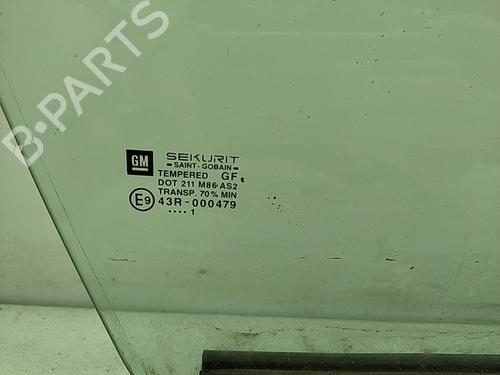 B-PARTS
GM
SEKURIT
SAINT-GOBAIN
TEMPERED GF
DOT 211 M86 AS2
TRANSP. 70% MIN
E9 43R-000479
•••• 1